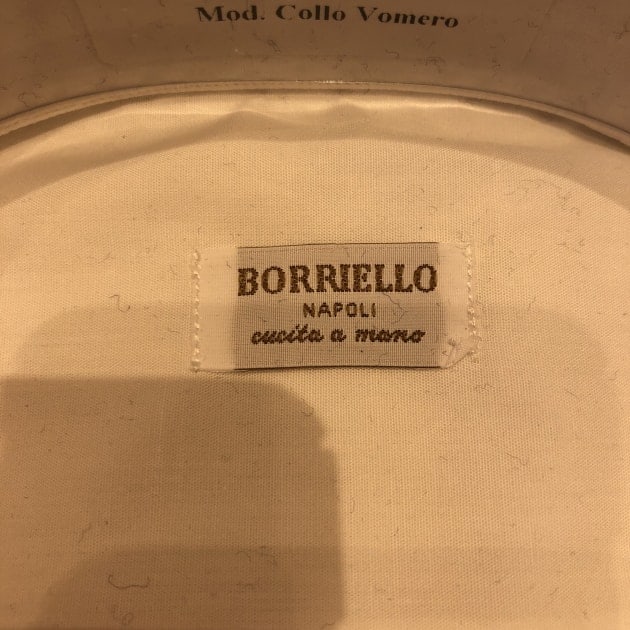 Mod. Collo Vomero
BORRIELLO
NAPOLI
cucita a mano